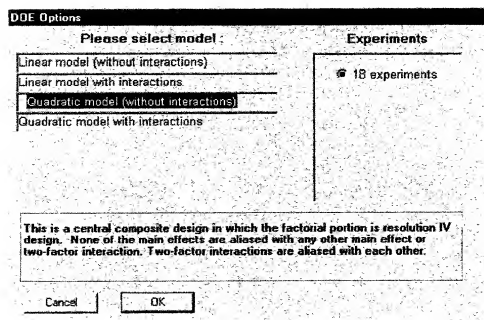 DOE Options
Please select model :
Experiments
Linear model (without interactions)
Linear model with interactions
Quadratic model (without interactions)
Quadratic model with interactions
18 experiments
This is a central composite design in which the factorial portion is resolution IV
design. None of the main effects are aliased with any other main effect or
two-factor interaction. Two-factor interactions are aliased with each other.
Cancel
OK